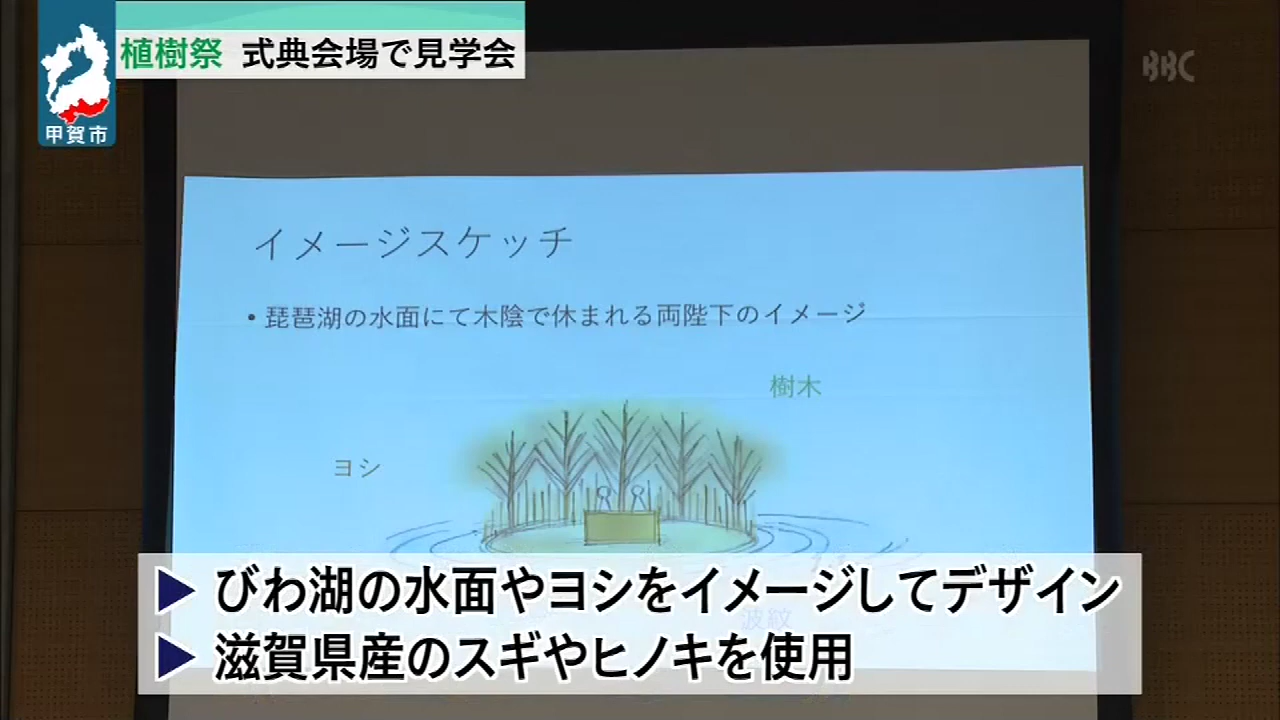 植樹祭 式典会場で見学会
BBC
甲賀市
イメージスケッチ
・琵琶湖の水面にて木陰で休まれる両陛下のイメージ
樹木
ヨシ
波紋
▶ びわ湖の水面やヨシをイメージしてデザイン
▶ 滋賀県産のスギやヒノキを使用